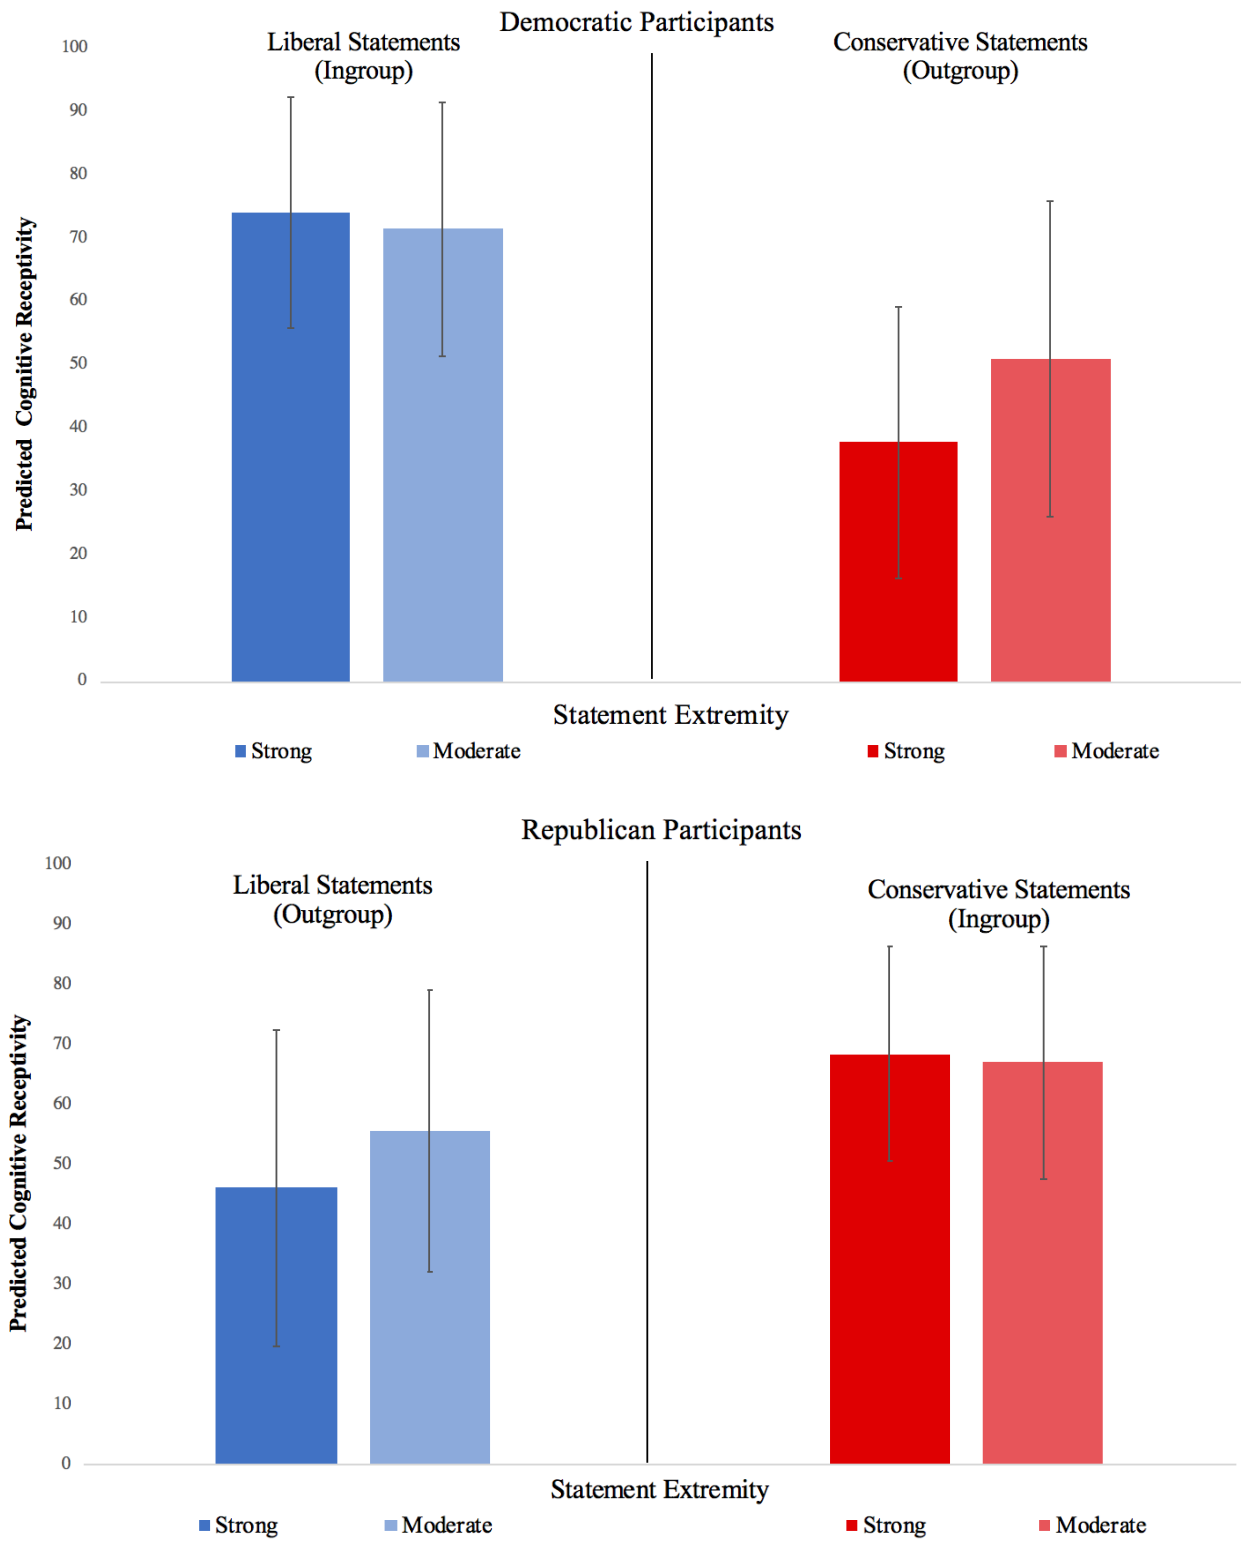 Democratic Participants
Liberal Statements
(Ingroup)
Conservative Statements
(Outgroup)
Predicted Cognitive Receptivity
100
90
80
70
60
50
40
30
20
10
0
Statement Extremity
Strong
Moderate
Strong
Moderate
Republican Participants
Liberal Statements
(Outgroup)
Conservative Statements
(Ingroup)
Predicted Cognitive Receptivity
100
90
80
70
60
50
40
30
20
10
0
Statement Extremity
Strong
Moderate
Strong
Moderate